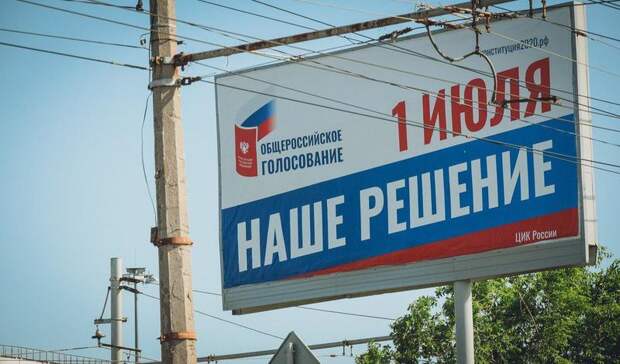 конституция2020.рф
1 ИЮЛЯ
ОБЩЕРОССИЙСКОЕ
ГОЛОСОВАНИЕ
НАШЕ РЕШЕНИЕ
ЦИК России